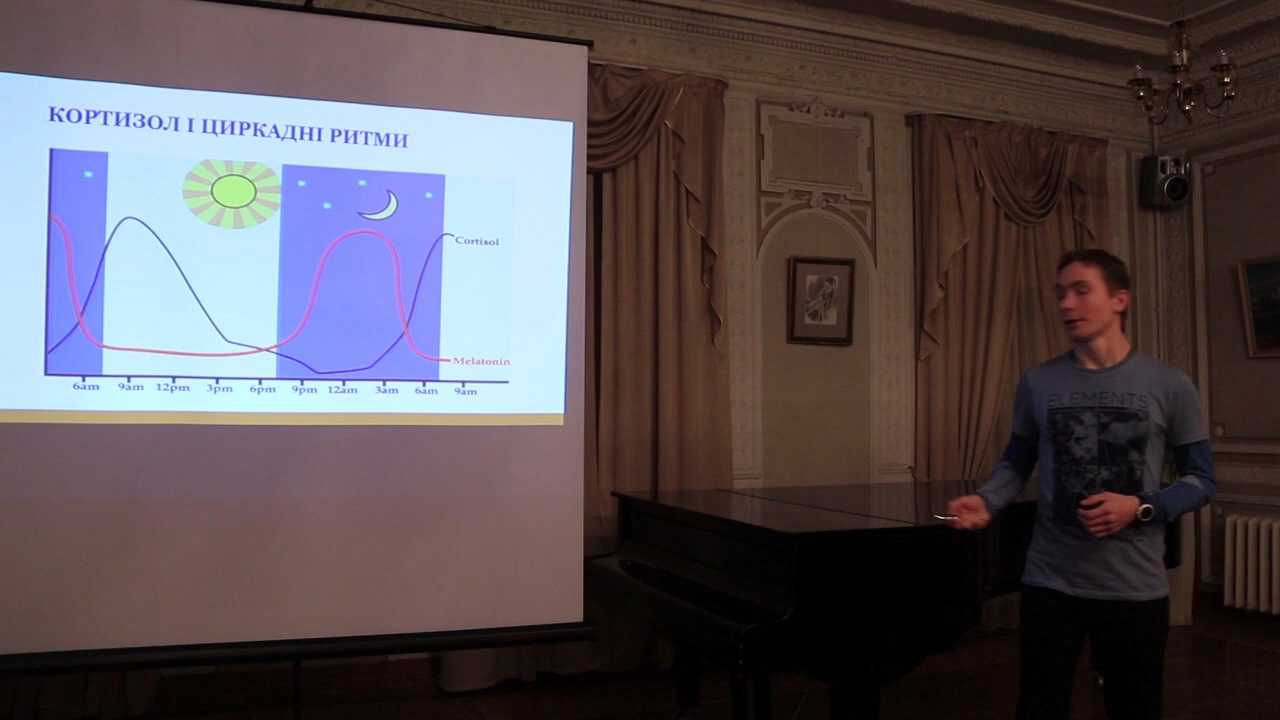 КОРТИЗОЛ І ЦИРКАДНІ РИТМИ
Cortisol
Melatonin
6am 9am 12pm 3pm 6pm 9pm 12am 3am 6am 9am
ELEMENTS